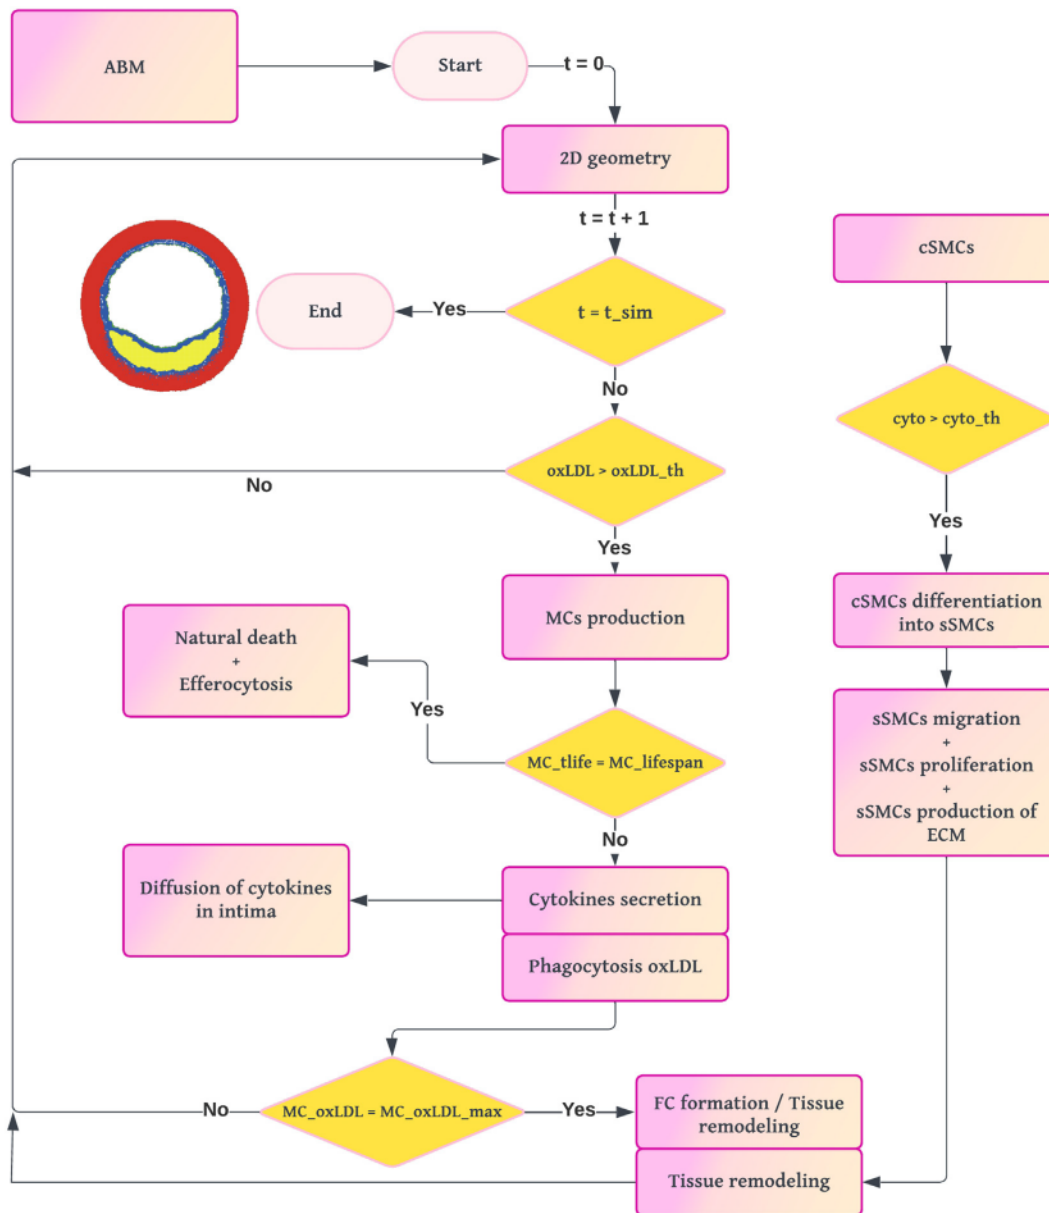 ABM
Start
t = 0
2D geometry
t = t + 1
cSMCs
End
Yes
t = t_sim
No
cyto > cyto_th
oxLDL > oxLDL_th
No
Yes
Yes
MCs production
cSMCs differentiation
into sSMCs
Natural death
+
Efferocytosis
Yes
MC_tlife = MC_lifespan
sSMCs migration
+
sSMCs proliferation
+
sSMCs production of
ECM
No
Diffusion of cytokines
in intima
Cytokines secretion
Phagocytosis oxLDL
No
MC_oxLDL = MC_oxLDL_max
Yes
FC formation / Tissue
remodeling
Tissue remodeling